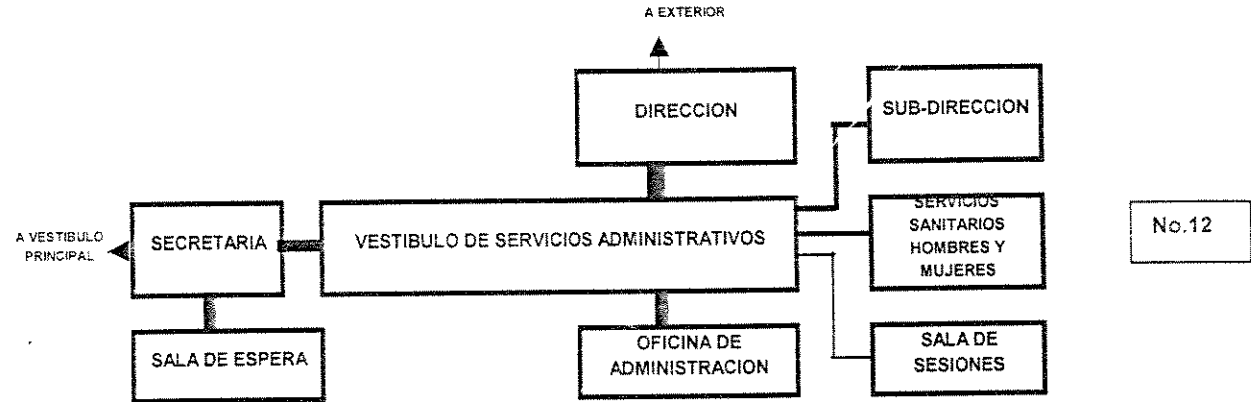 A EXTERIOR
DIRECCION
SUB-DIRECCION
A VESTIBULO
PRINCIPAL
SECRETARIA
VESTIBULO DE SERVICIOS ADMINISTRATIVOS
SERVICIOS
SANITARIOS
HOMBRES Y
MUJERES
No.12
SALA DE ESPERA
OFICINA DE
ADMINISTRACION
SALA DE
SESIONES